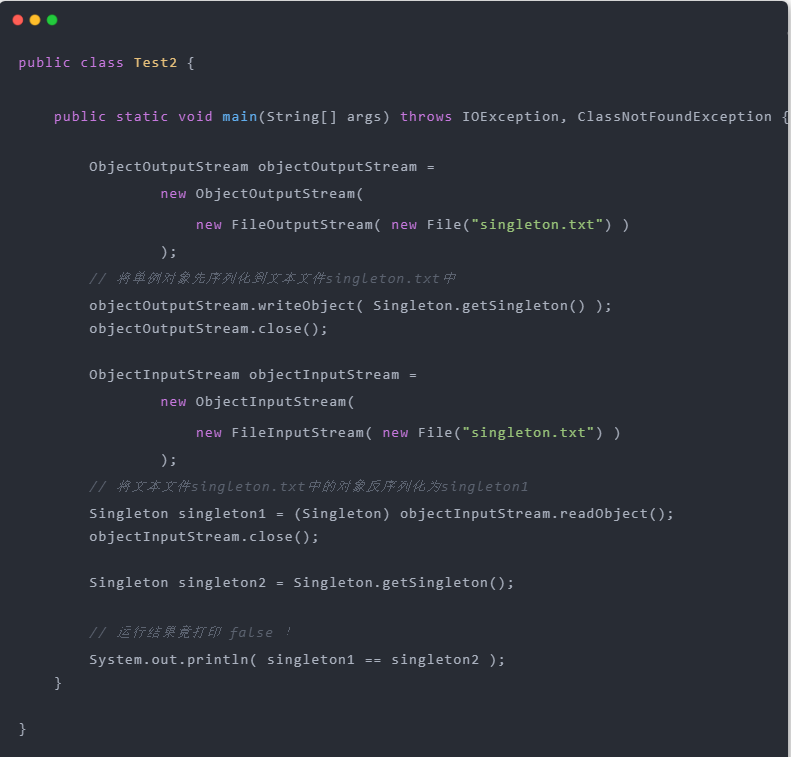 public class Test2 {
public static void main(String[] args) throws IOException, ClassNotFoundException {
ObjectOutputStream objectOutputStream =
new ObjectOutputStream(
new FileOutputStream( new File("singleton.txt") )
);
// 将单例对象先序列化到文本文件singleton.txt中
objectOutputStream.writeObject( Singleton.getSingleton() );
objectOutputStream.close();
ObjectInputStream objectInputStream =
new ObjectInputStream(
new FileInputStream( new File("singleton.txt") )
);
// 将文本文件singleton.txt中的对象反序列化为singleton1
Singleton singleton1 = (Singleton) objectInputStream.readObject();
objectInputStream.close();
Singleton singleton2 = Singleton.getSingleton();
// 运行结果竟打印 false ！
System.out.println( singleton1 == singleton2 );
}
}